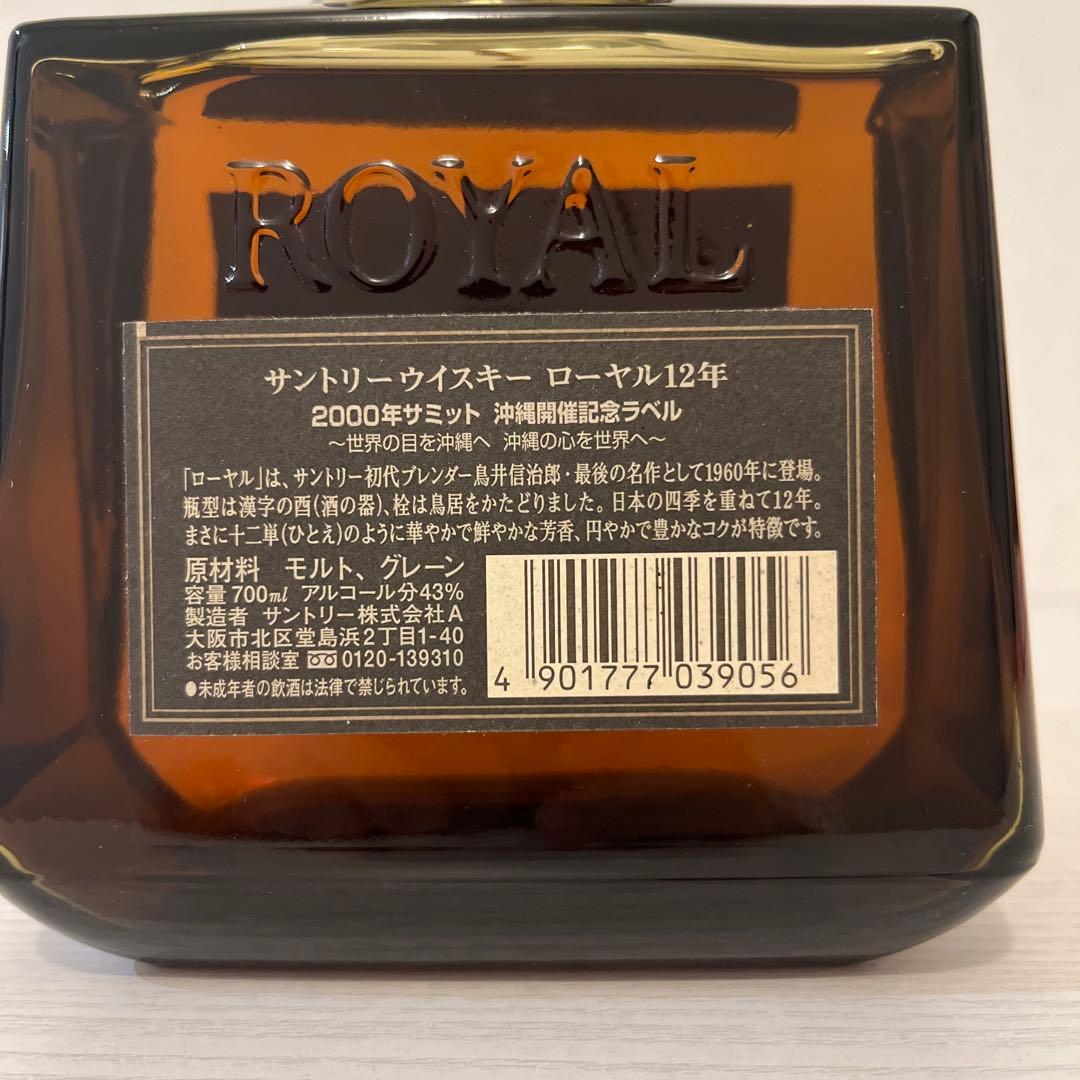 ROYAL
サントリーウイスキー ローヤル12年
2000年サミット 沖縄開催記念ラベル
～世界の目を沖縄へ 沖縄の心を世界へ～
「ローヤル」は、サントリー初代ブレンダー鳥井信治郎・最後の名作として1960年に登場。
瓶型は漢字の酉(酒の器)、栓は鳥居をかたどりました。日本の四季を重ねて12年。
まさに十二単(ひとえ)のように華やかで鮮やかな芳香、円やかで豊かなコクが特徴です。
原材料 モルト、グレーン
容量700ml アルコール分43%
製造者 サントリー株式会社A
大阪市北区堂島浜2丁目1-40
お客様相談室 0120-139310
●未成年者の飲酒は法律で禁じられています。
4 901777 039056